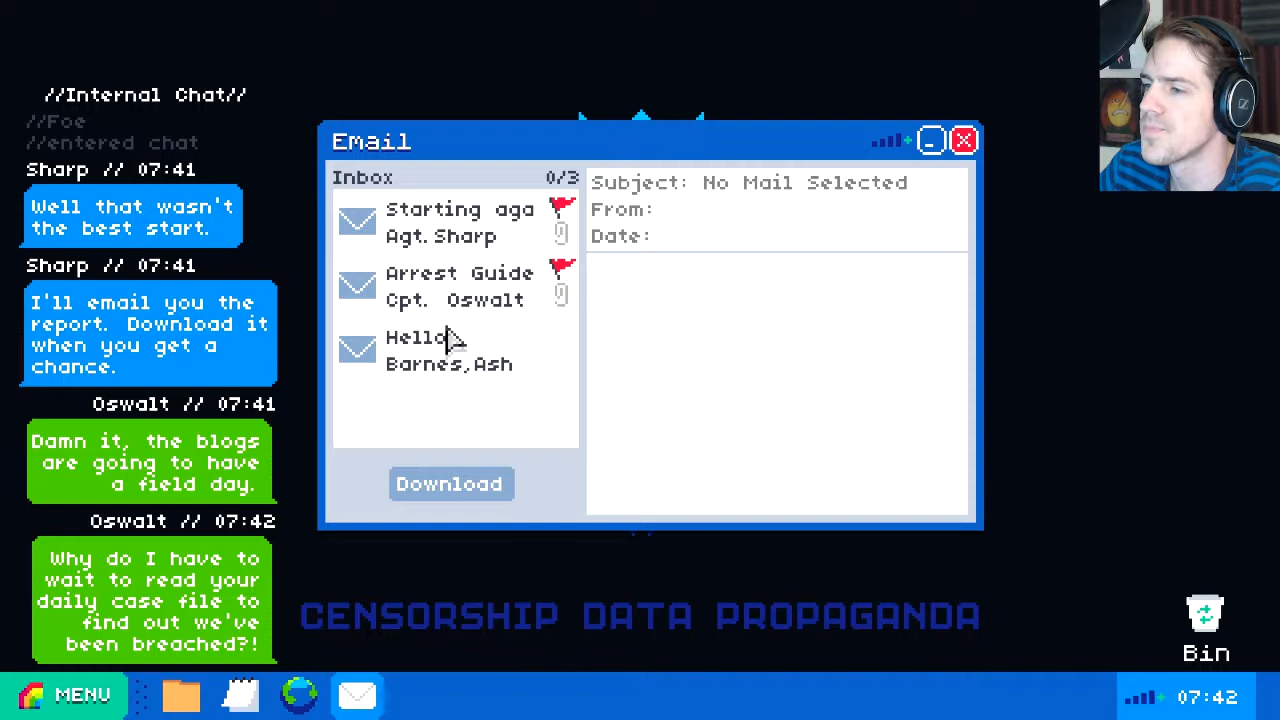 //Internal Chat//
//Foe
//entered chat
Sharp // 07:41
Well that wasn't
the best start.
Sharp // 07:41
I'll email you the
report. Download it
when you get a
chance.
Oswalt // 07:41
Damn it, the blogs
are going to have
a field day.
Oswalt // 07:42
Why do I have to
wait to read your
daily case file to
find out we've
been breached?!
Email
Inbox 0/3
Starting aga
Agt.Sharp
Arrest Guide
Cpt. Oswalt
Hello
Barnes,Ash
Download
Subject: No Mail Selected
From:
Date:
CENSORSHIP DATA PROPAGANDA
Bin
MENU
07:42